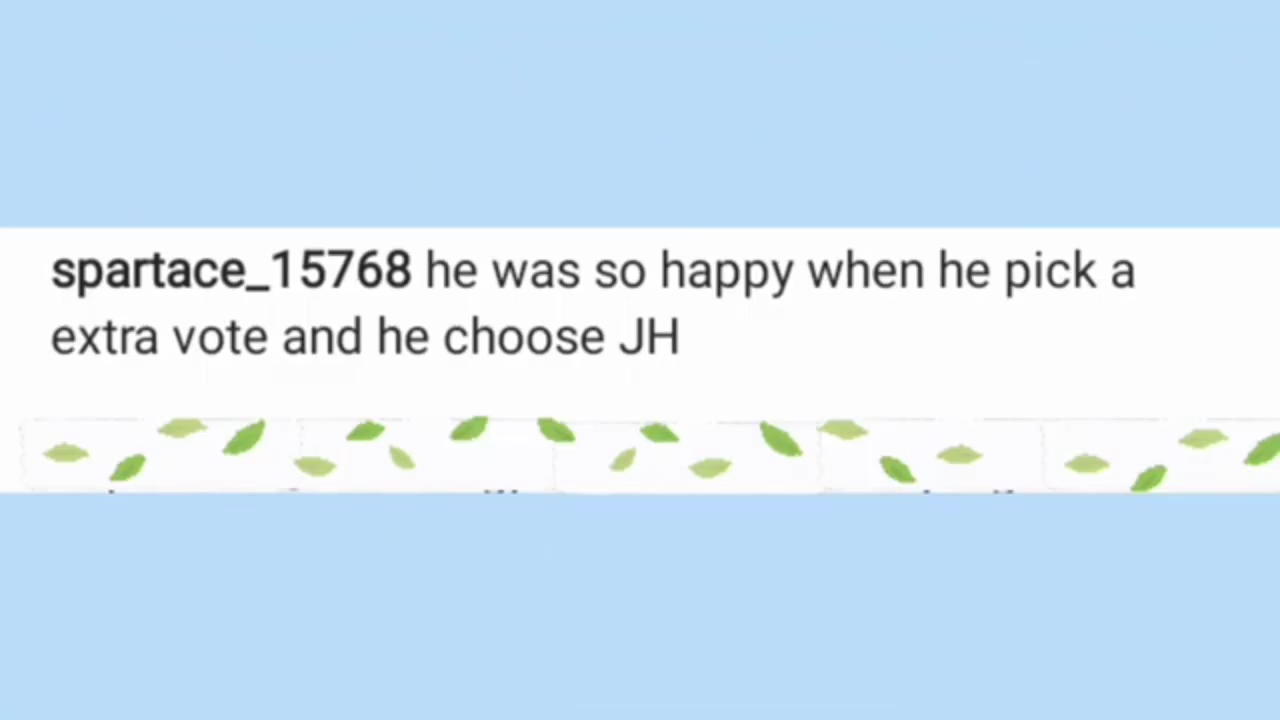 spartace_15768 he was so happy when he pick a
extra vote and he choose JH